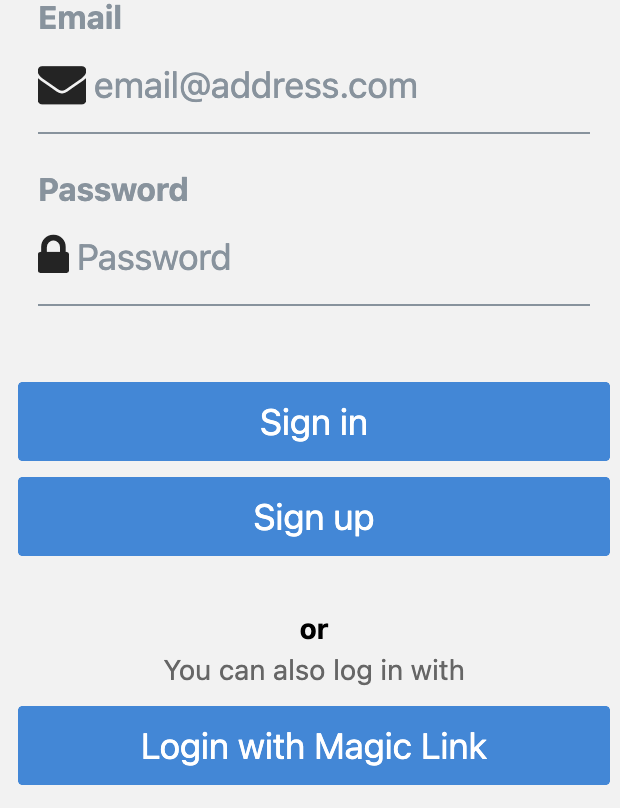 Email
email@address.com
Password
Password
Sign in
Sign up
or
You can also log in with
Login with Magic Link